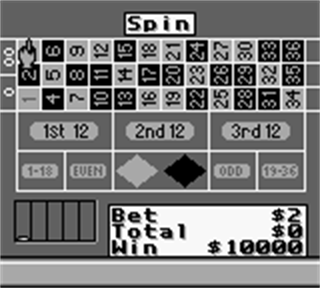 Spin
00 6 9 12 15 18 21 24 27 30 33 36
2 5 8 11 14 17 20 23 26 29 32 35
0 1 4 7 10 13 16 19 22 25 28 31 34
1st 12 2nd 12 3rd 12
1-18 EVEN ODD 19-36
Bet $2
Total $0
Win $10000